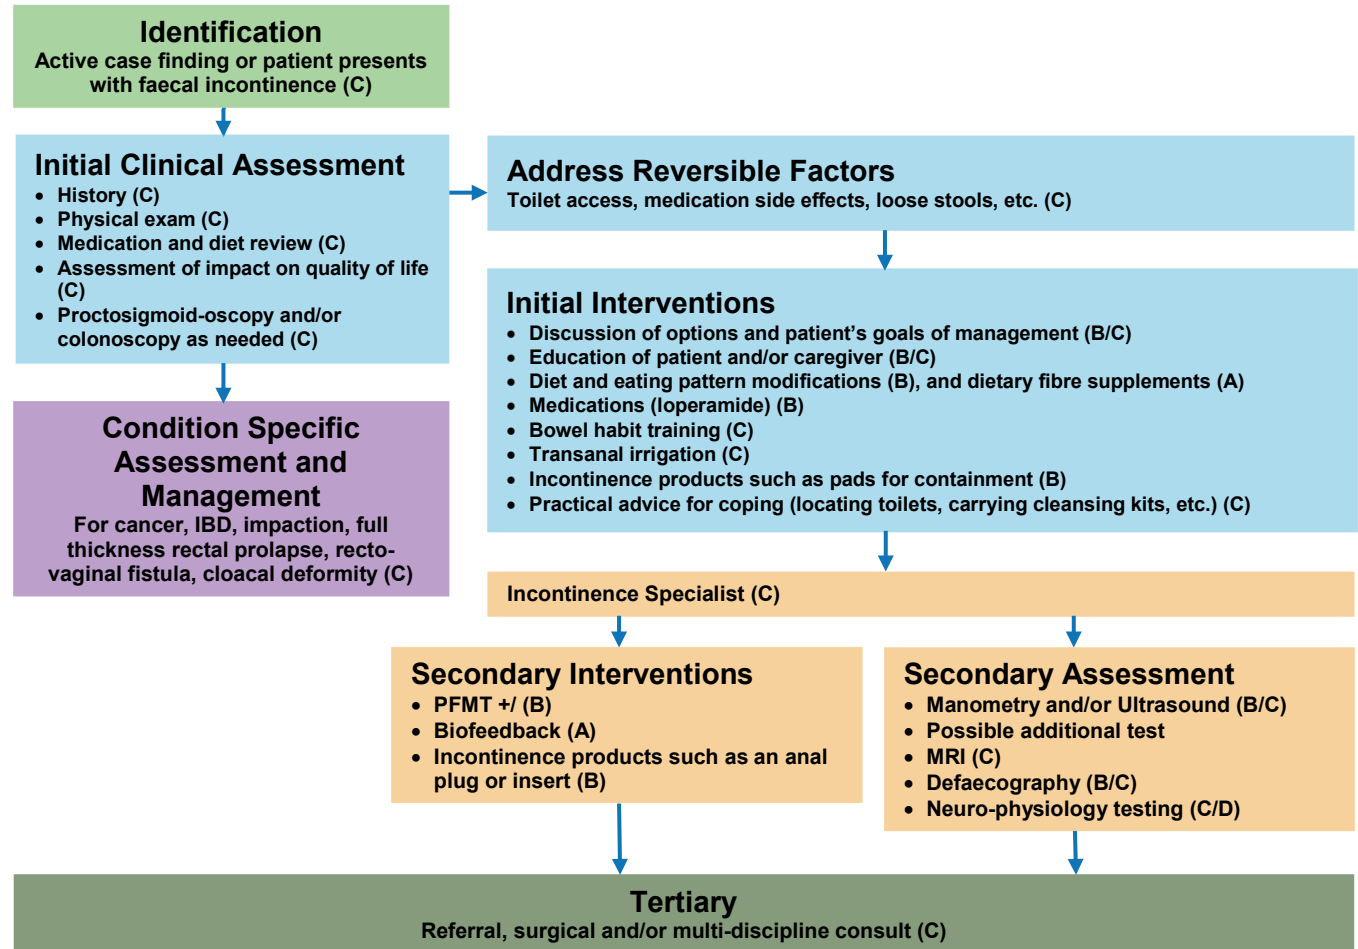 Identification
Active case finding or patient presents
with faecal incontinence (C)
Initial Clinical Assessment
• History (C)
• Physical exam (C)
• Medication and diet review (C)
• Assessment of impact on quality of life
(C)
• Proctosigmoid-oscopy and/or
colonoscopy as needed (C)
Address Reversible Factors
Toilet access, medication side effects, loose stools, etc. (C)
Initial Interventions
• Discussion of options and patient's goals of management (B/C)
• Education of patient and/or caregiver (B/C)
• Diet and eating pattern modifications (B), and dietary fibre supplements (A)
• Medications (loperamide) (B)
• Bowel habit training (C)
• Transanal irrigation (C)
• Incontinence products such as pads for containment (B)
• Practical advice for coping (locating toilets, carrying cleansing kits, etc.) (C)
Condition Specific
Assessment and
Management
For cancer, IBD, impaction, full
thickness rectal prolapse, recto-
vaginal fistula, cloacal deformity (C)
Incontinence Specialist (C)
Secondary Interventions
• PFMT +/ (B)
• Biofeedback (A)
• Incontinence products such as an anal
plug or insert (B)
Secondary Assessment
• Manometry and/or Ultrasound (B/C)
• Possible additional test
• MRI (C)
• Defaecography (B/C)
• Neuro-physiology testing (C/D)
Tertiary
Referral, surgical and/or multi-discipline consult (C)